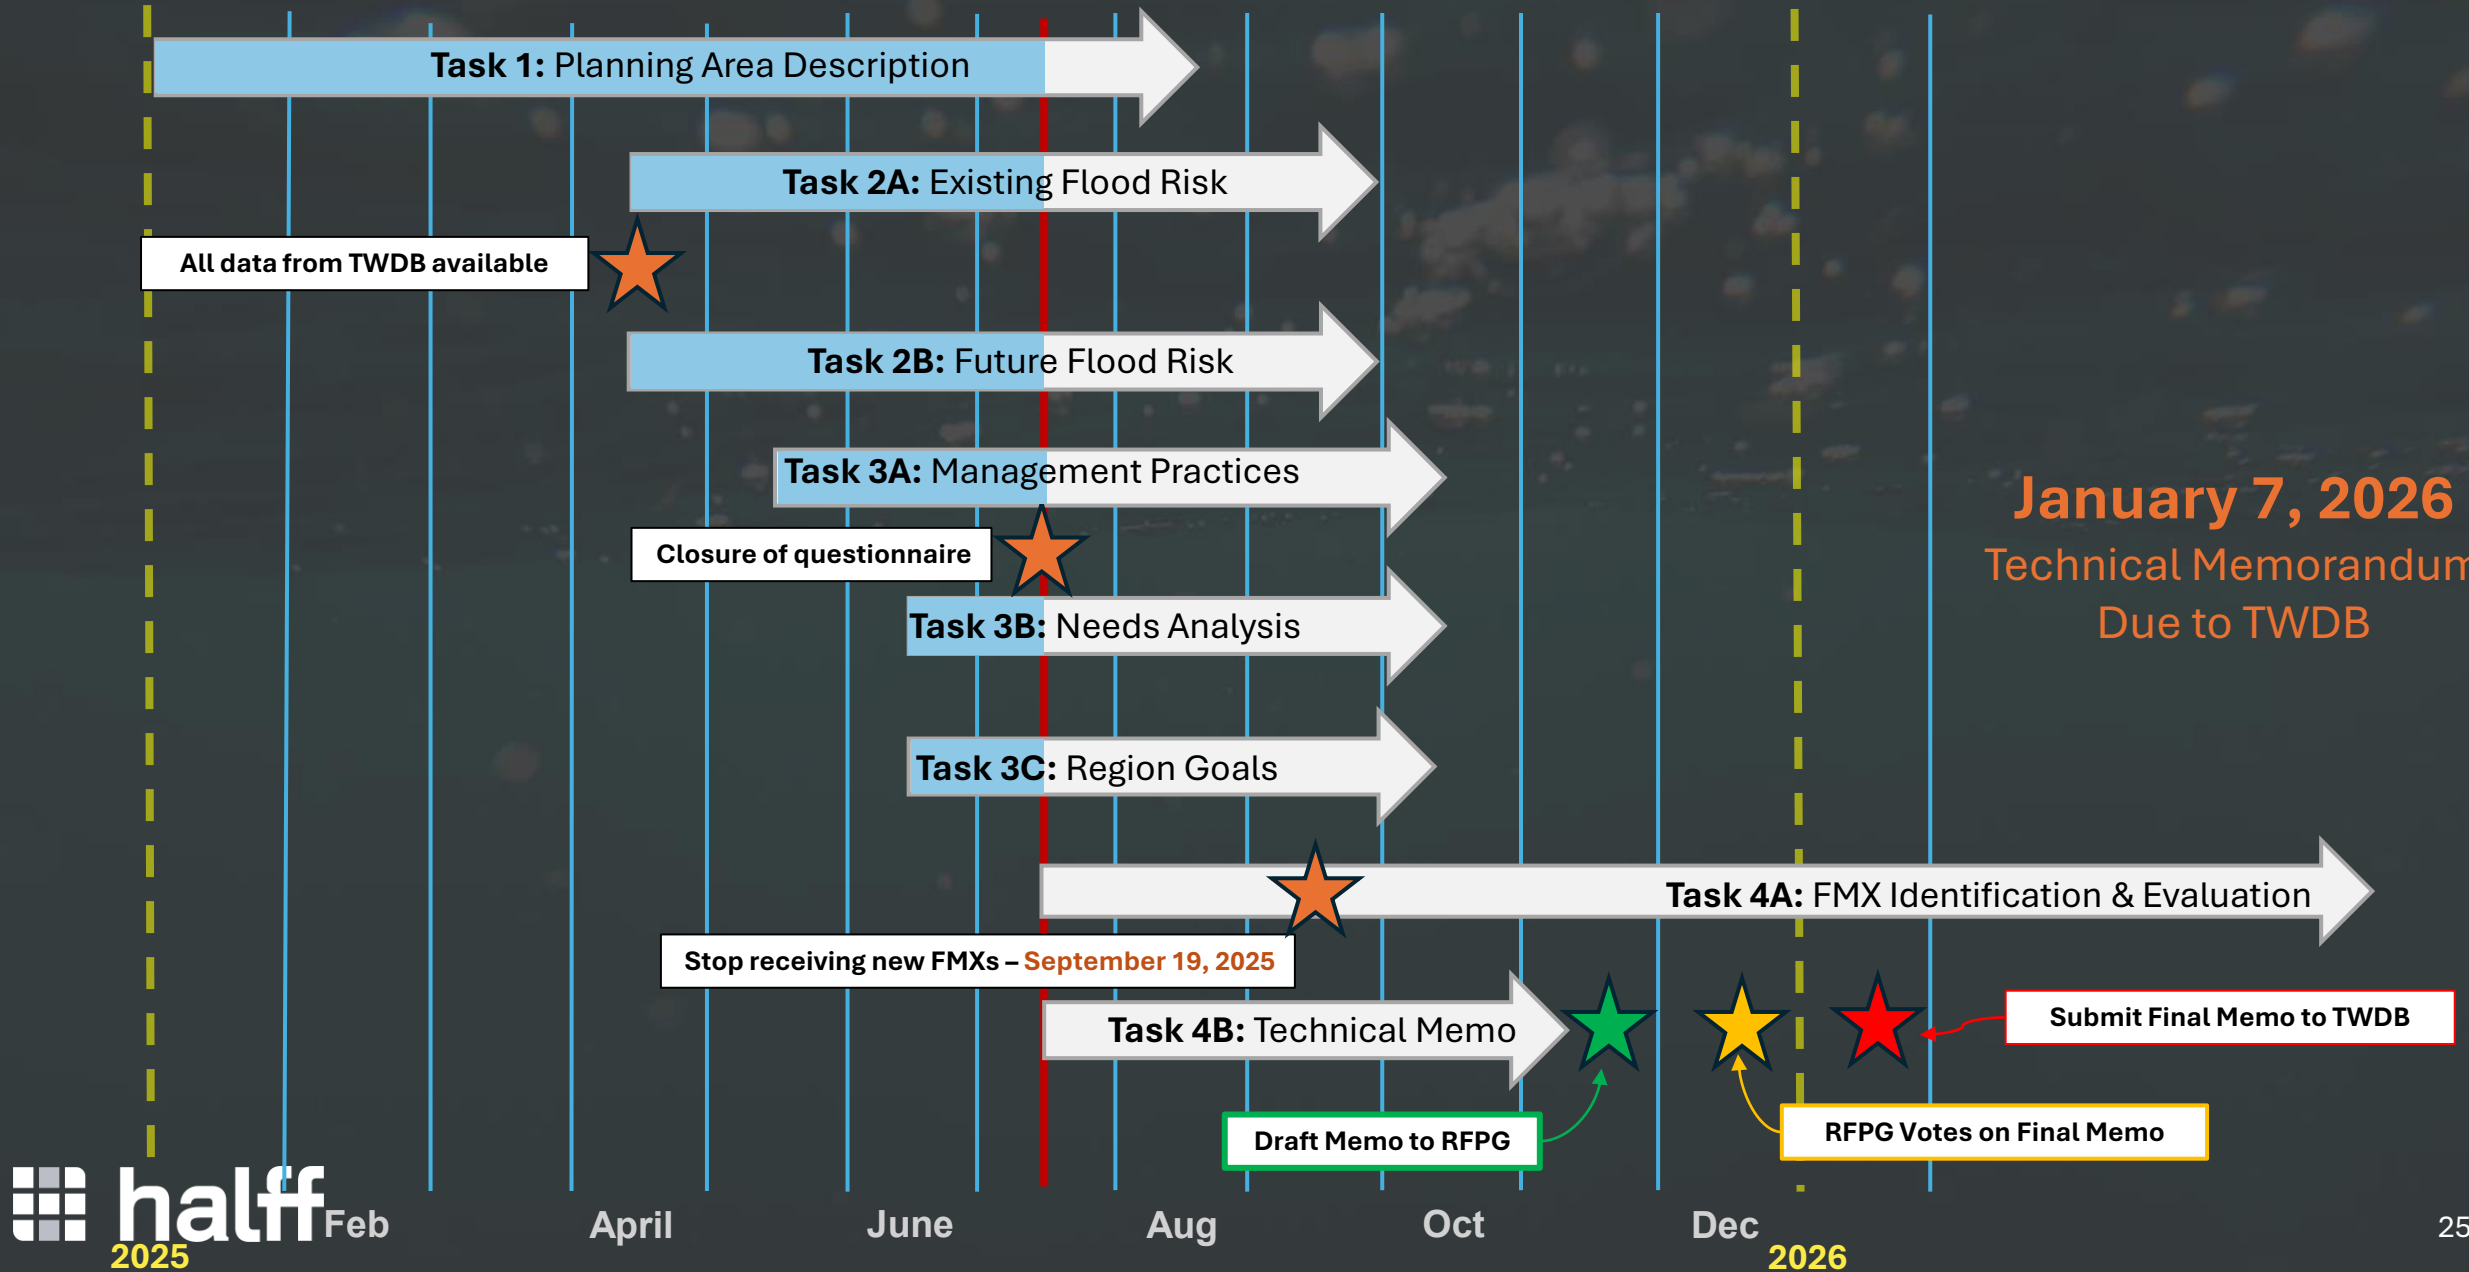 Task 1: Planning Area Description
Task 2A: Existing Flood Risk
All data from TWDB available
Task 2B: Future Flood Risk
Task 3A: Management Practices
January 7, 2026
Technical Memorandum
Due to TWDB
Closure of questionnaire
Task 3B: Needs Analysis
Task 3C: Region Goals
Task 4A: FMX Identification & Evaluation
Stop receiving new FMXs – September 19, 2025
Task 4B: Technical Memo
Submit Final Memo to TWDB
Draft Memo to RFPG
RFPG Votes on Final Memo
halff
Feb April June Aug Oct Dec
25
2025 2026